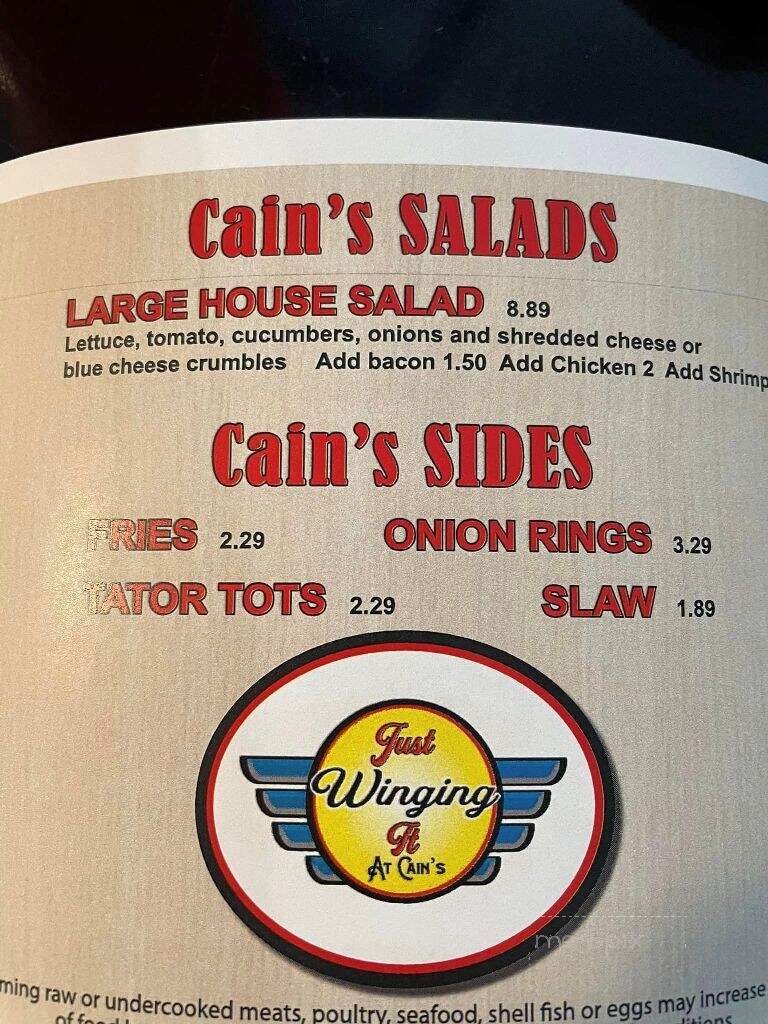 Cain's SALADS
LARGE HOUSE SALAD 8.89
Lettuce, tomato, cucumbers, onions and shredded cheese or
blue cheese crumbles Add bacon 1.50 Add Chicken 2 Add Shrimp
Cain's SIDES
FRIES 2.29 ONION RINGS 3.29
TATOR TOTS 2.29 SLAW 1.89
Just
Winging
It
AT CAIN'S
raw or undercooked meats, poultry, seafood, shell fish or eggs may increase
of